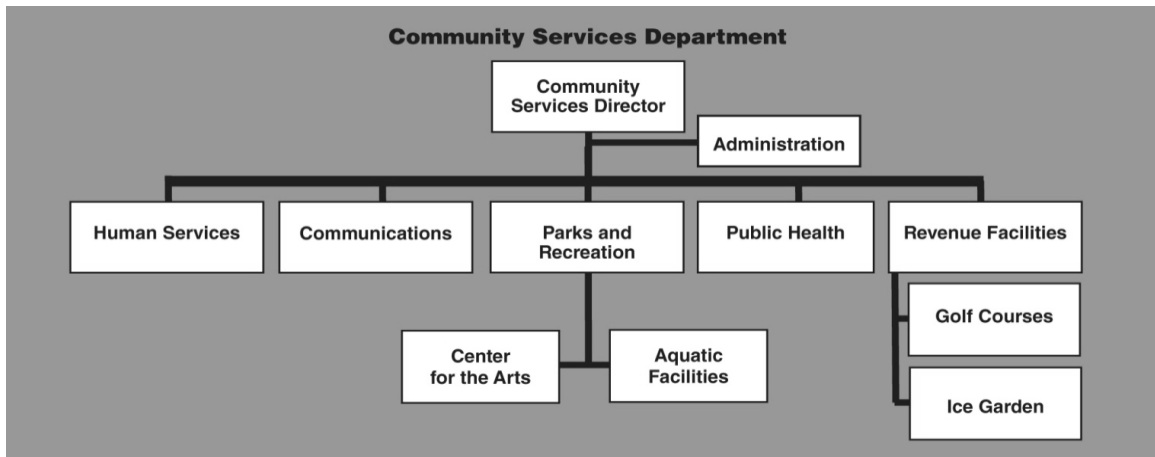 Community Services Department
Community
Services Director
Administration
Human Services
Communications
Parks and
Recreation
Public Health
Revenue Facilities
Golf Courses
Center
for the Arts
Aquatic
Facilities
Ice Garden